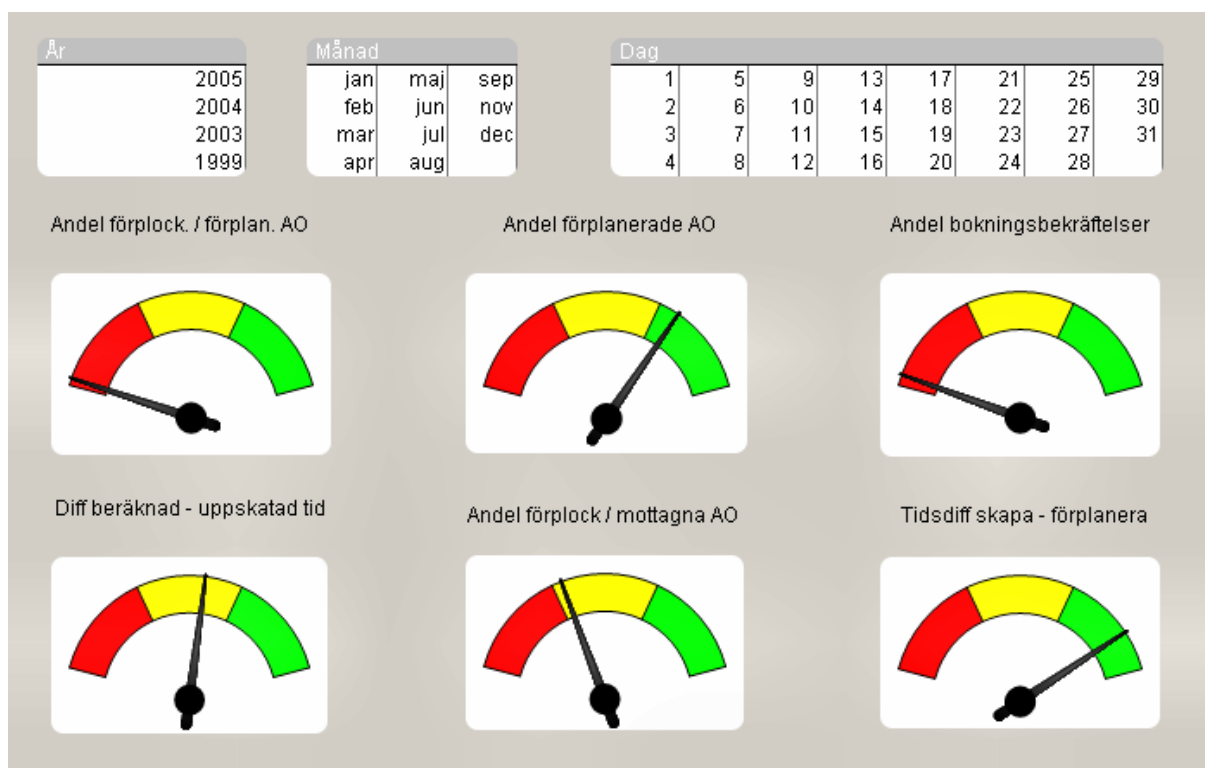 År Månad Dag
2005 jan maj sep 1 5 9 13 17 21 25 29
2004 feb jun nov 2 6 10 14 18 22 26 30
2003 mar jul dec 3 7 11 15 19 23 27 31
1999 apr aug 4 8 12 16 20 24 28
Andel förplock. / förplan. AO Andel förplanerade AO Andel bokningsbekräftelser
Diff beräknad - uppskatad tid Andel förplock / mottagna AO Tidsdiff skapa - förplanera